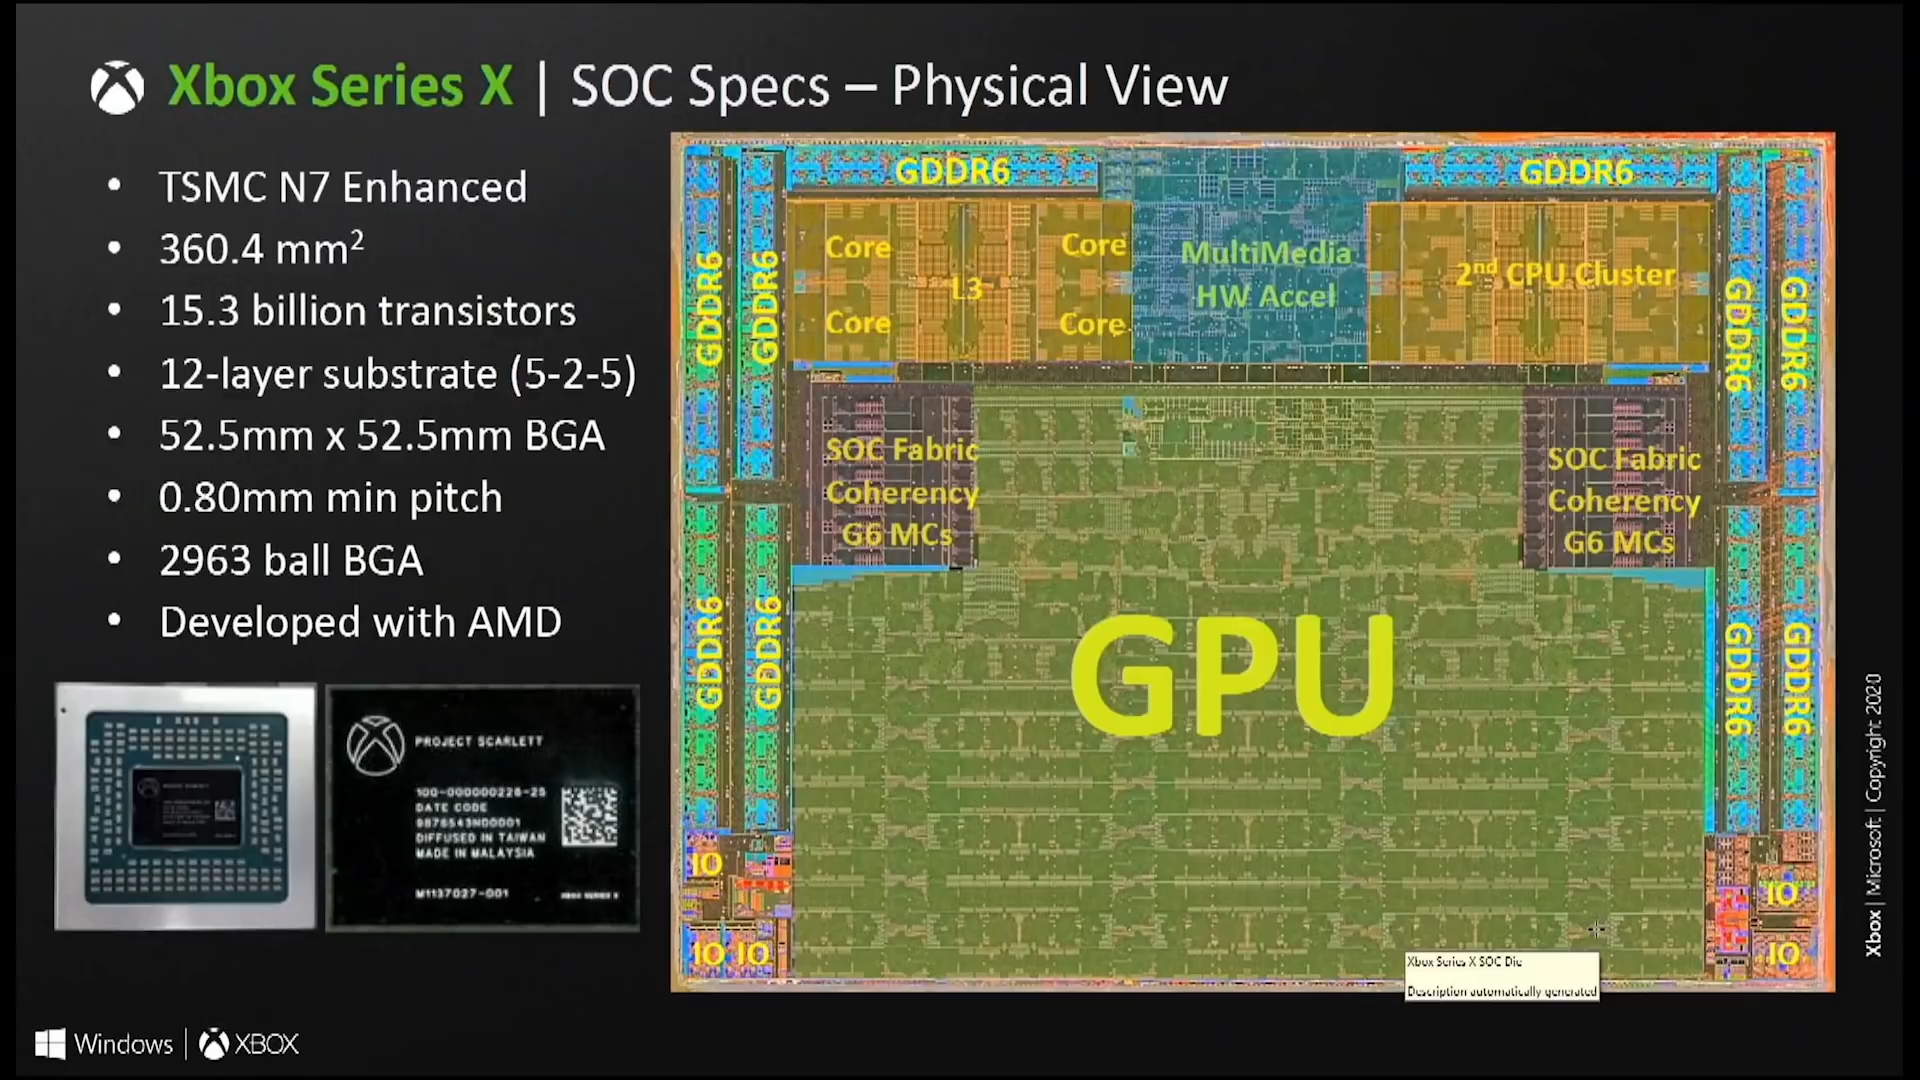 Xbox Series X | SOC Specs – Physical View
• TSMC N7 Enhanced
• 360.4 mm²
• 15.3 billion transistors
• 12-layer substrate (5-2-5)
• 52.5mm x 52.5mm BGA
• 0.80mm min pitch
• 2963 ball BGA
• Developed with AMD
PROJECT SCARLETT
100-000000228-25
DATE CODE
9876543ND0001
DIFFUSED IN TAIWAN
MADE IN MALAYSIA
M1137027-001
XBOX SERIES X
GDDR6
GDDR6
GDDR6
GDDR6
GDDR6
GDDR6
Core
Core
L3
Core
Core
MultiMedia
HW Accel
2nd CPU Cluster
SOC Fabric
Coherency
G6 MCs
SOC Fabric
Coherency
G6 MCs
GPU
GDDR6
GDDR6
GDDR6
GDDR6
IO
IO IO
IO
IO
Xbox Series X SOC Die
Description automatically generated
Xbox | Microsoft | Copyright 2020
Windows | XBOX